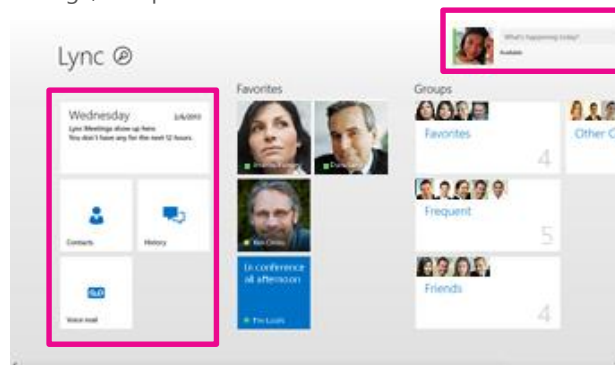 Lync
What's happening today?
Available
Wednesday
Lync Meetings show up here.
You don't have any for the next 12 hours.
Contacts
History
Voice mail
Favorites
In conference
all afternoon
Groups
Favorites
4
Frequent
5
Friends
4
Other